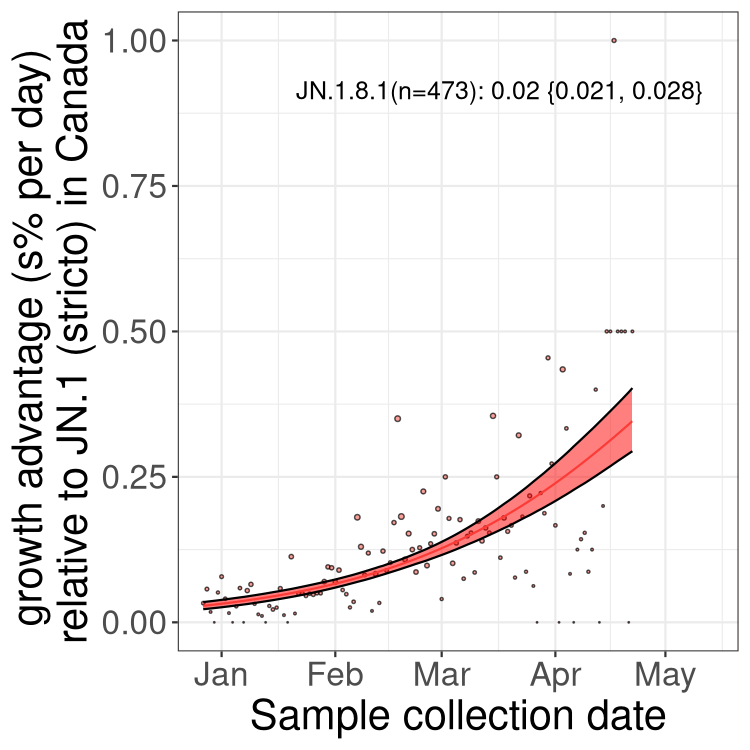 growth advantage (s% per day)
relative to JN.1 (stricto) in Canada
1.00
0.75
0.50
0.25
0.00
JN.1.8.1(n=473): 0.02 {0.021, 0.028}
Jan Feb Mar Apr May
Sample collection date